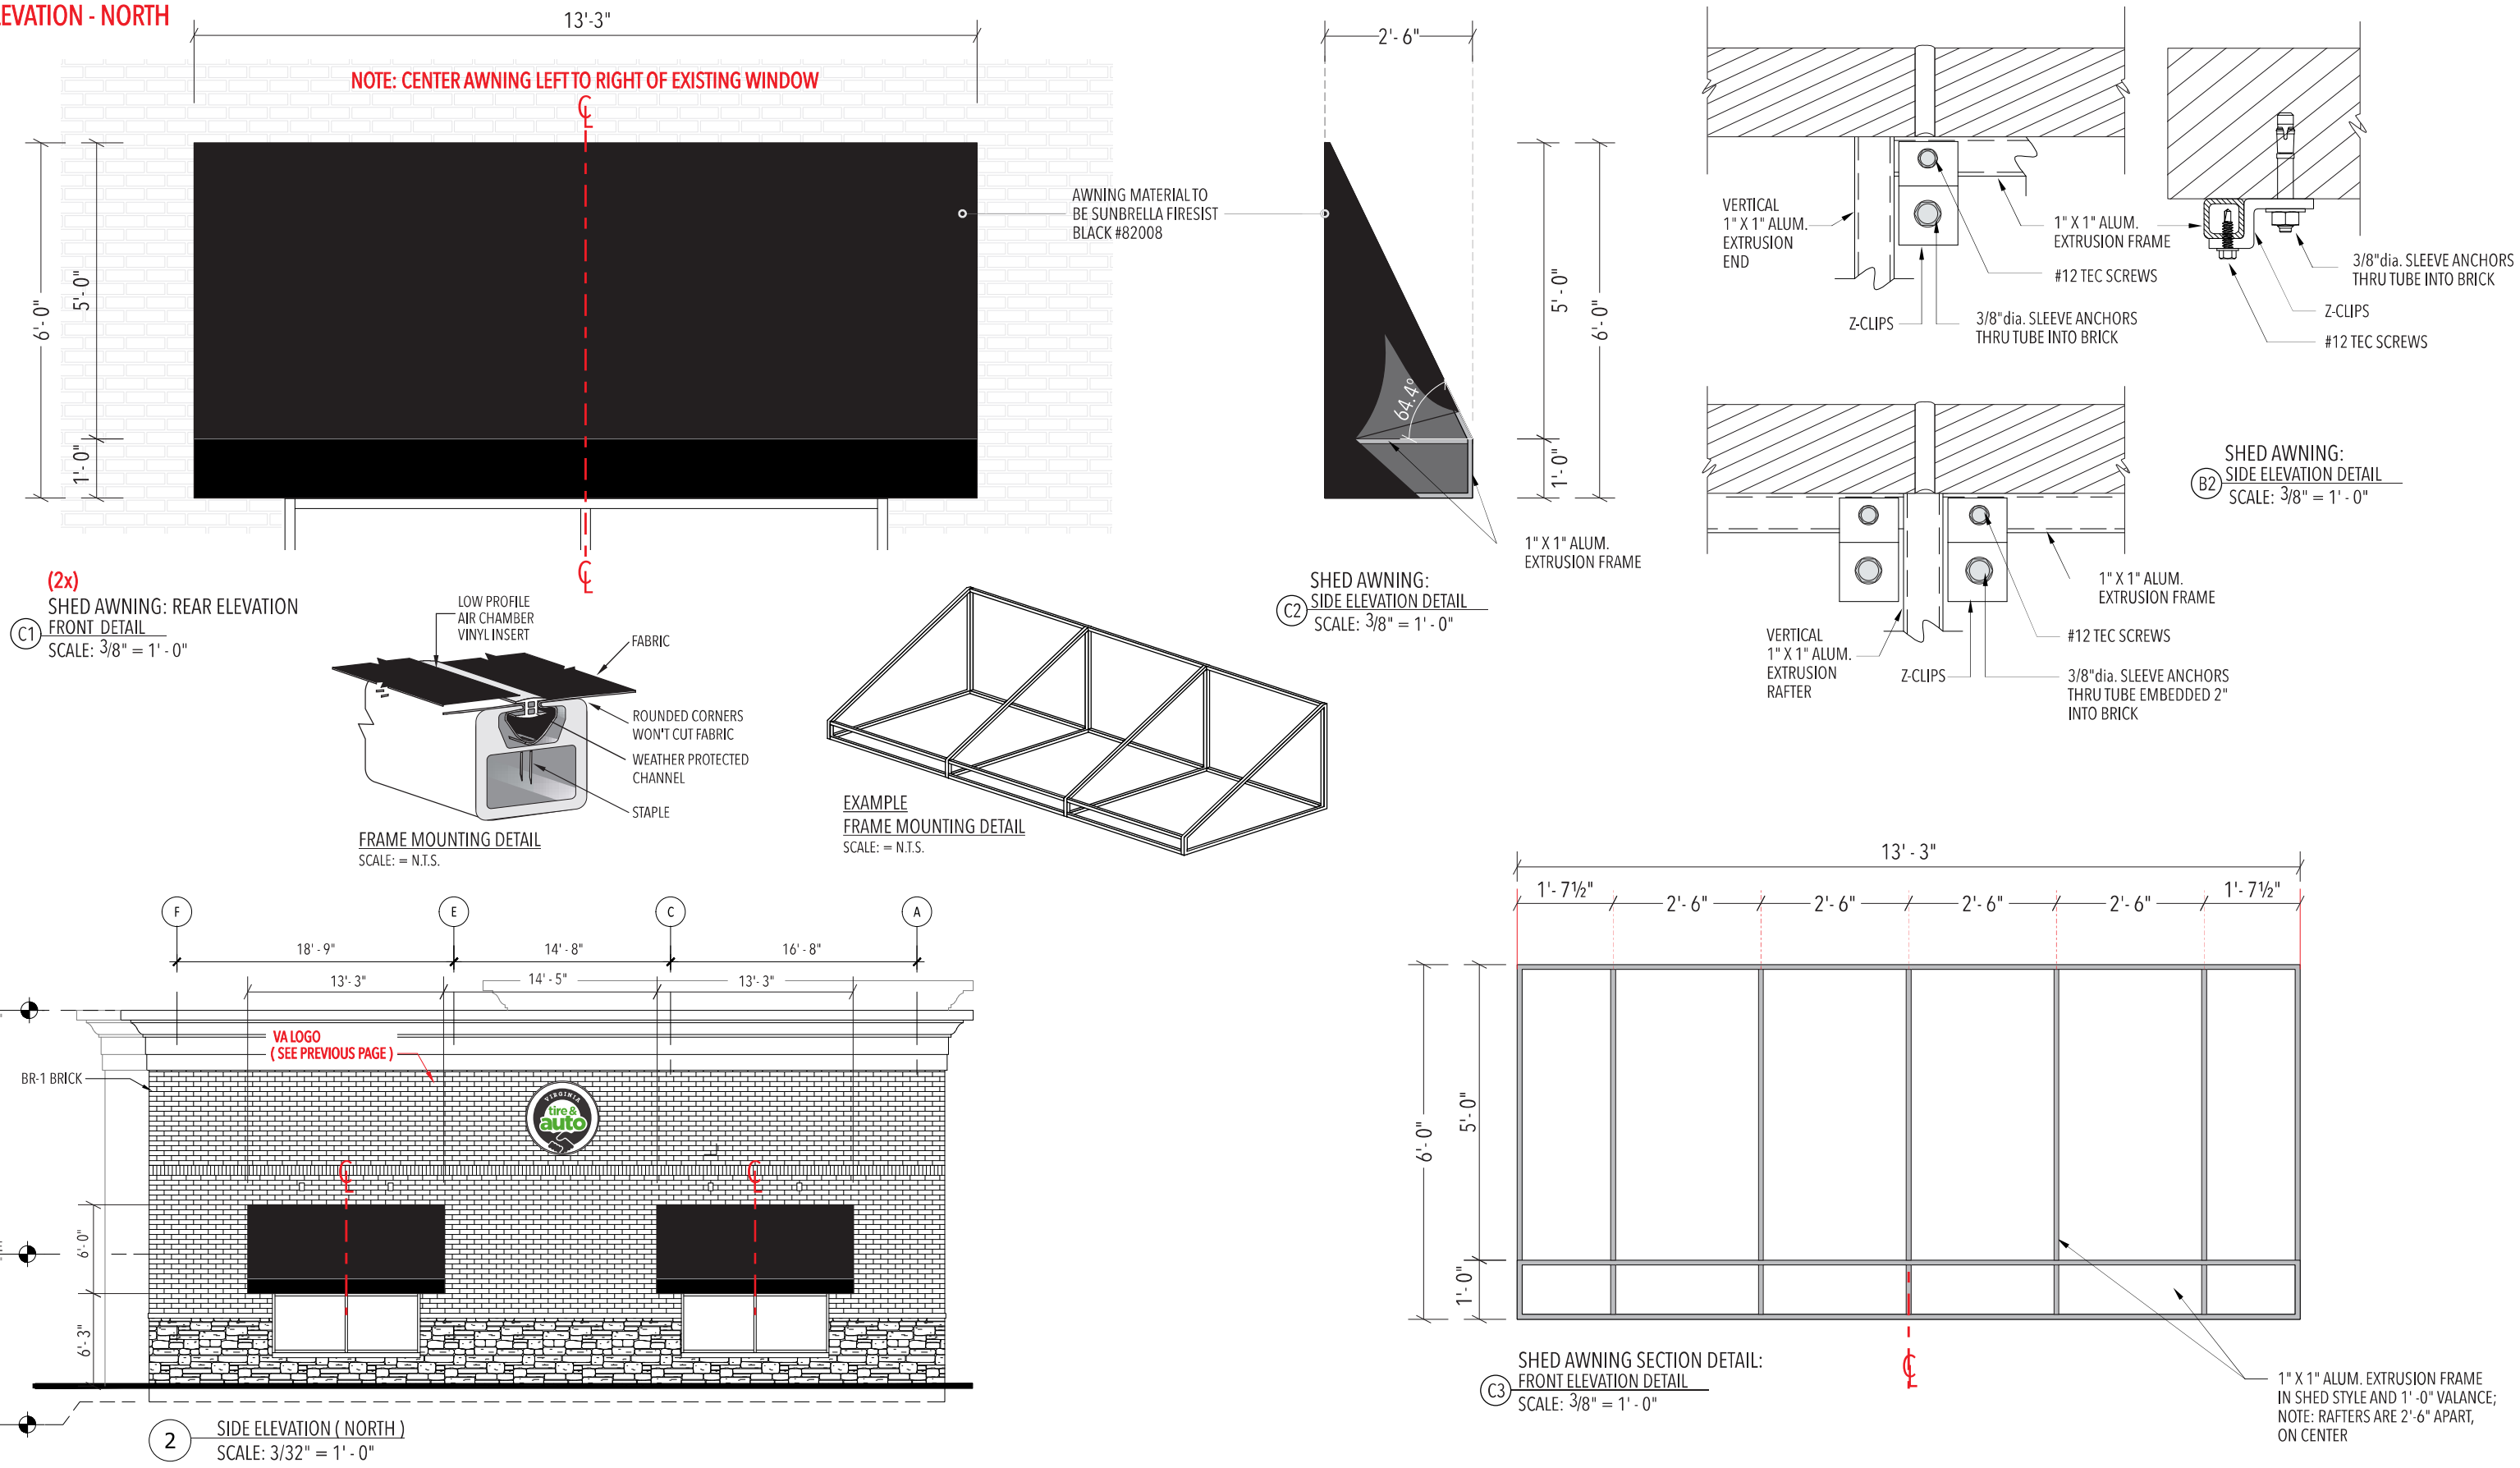 EVATION - NORTH
13'-3"
NOTE: CENTER AWNING LEFT TO RIGHT OF EXISTING WINDOW
CL
6'- 0"
5'- 0"
1'- 0"
CL
AWNING MATERIAL TO
BE SUNBRELLA FIRESIST
BLACK #82008
(2x)
SHED AWNING: REAR ELEVATION
C1
FRONT DETAIL
SCALE: 3/8" = 1' - 0"
2'- 6"
64.4°
5'- 0"
6'- 0"
1'- 0"
1" X 1" ALUM.
EXTRUSION FRAME
SHED AWNING:
C2
SIDE ELEVATION DETAIL
SCALE: 3/8" = 1' - 0"
VERTICAL
1" X 1" ALUM.
EXTRUSION
END
1" X 1" ALUM.
EXTRUSION FRAME
#12 TEC SCREWS
Z-CLIPS
3/8"dia. SLEEVE ANCHORS
THRU TUBE INTO BRICK
3/8"dia. SLEEVE ANCHORS
THRU TUBE INTO BRICK
Z-CLIPS
#12 TEC SCREWS
SHED AWNING:
B2
SIDE ELEVATION DETAIL
SCALE: 3/8" = 1' - 0"
1" X 1" ALUM.
EXTRUSION FRAME
#12 TEC SCREWS
VERTICAL
1" X 1" ALUM.
EXTRUSION
RAFTER
Z-CLIPS
3/8"dia. SLEEVE ANCHORS
THRU TUBE EMBEDDED 2"
INTO BRICK
LOW PROFILE
AIR CHAMBER
VINYL INSERT
FABRIC
ROUNDED CORNERS
WON'T CUT FABRIC
WEATHER PROTECTED
CHANNEL
STAPLE
FRAME MOUNTING DETAIL
SCALE: = N.T.S.
EXAMPLE
FRAME MOUNTING DETAIL
SCALE: = N.T.S.
F
E
C
A
18' - 9"
14' - 8"
16' - 8"
13'- 3"
14' - 5"
13'- 3"
VA LOGO
( SEE PREVIOUS PAGE )
BR-1 BRICK
VIRGINIA
tire &
auto
CL
CL
6'- 0"
6'- 3"
2
SIDE ELEVATION ( NORTH )
SCALE: 3/32" = 1' - 0"
13' - 3"
1'- 7½"
2'- 6"
2'- 6"
2'- 6"
2'- 6"
1'- 7½"
6'- 0"
5'- 0"
1'- 0"
CL
SHED AWNING SECTION DETAIL:
C3
FRONT ELEVATION DETAIL
SCALE: 3/8" = 1' - 0"
1" X 1" ALUM. EXTRUSION FRAME
IN SHED STYLE AND 1' -0" VALANCE;
NOTE: RAFTERS ARE 2'-6" APART,
ON CENTER